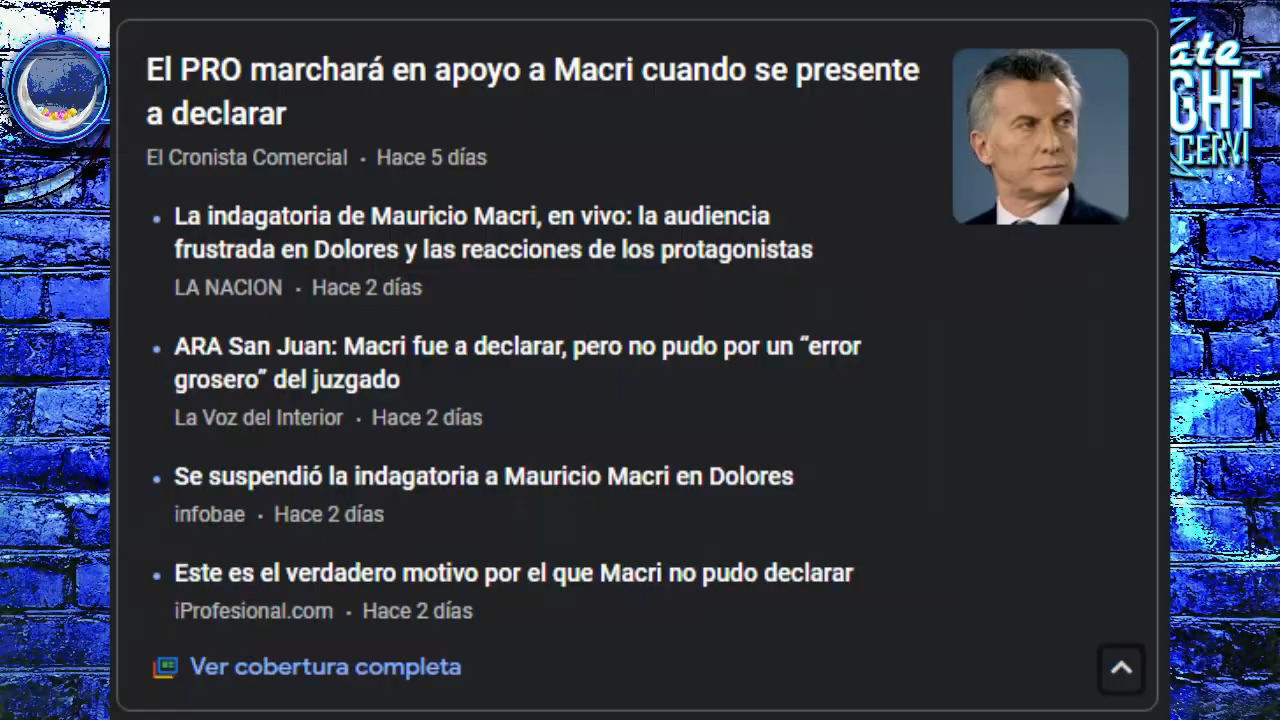 El PRO marchará en apoyo a Macri cuando se presente
a declarar
El Cronista Comercial · Hace 5 días
La indagatoria de Mauricio Macri, en vivo: la audiencia
frustrada en Dolores y las reacciones de los protagonistas
LA NACION · Hace 2 días
ARA San Juan: Macri fue a declarar, pero no pudo por un “error
grosero” del juzgado
La Voz del Interior · Hace 2 días
Se suspendió la indagatoria a Mauricio Macri en Dolores
infobae · Hace 2 días
Este es el verdadero motivo por el que Macri no pudo declarar
iProfesional.com · Hace 2 días
Ver cobertura completa